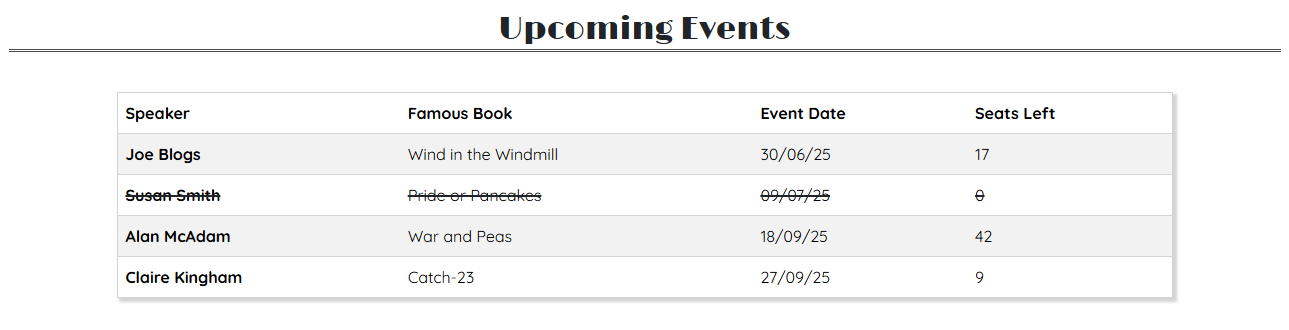 Upcoming Events
Speaker Famous Book Event Date Seats Left
Joe Blogs Wind in the Windmill 30/06/25 17
Susan Smith Pride or Pancakes 09/07/25 0
Alan McAdam War and Peas 18/09/25 42
Claire Kingham Catch-23 27/09/25 9